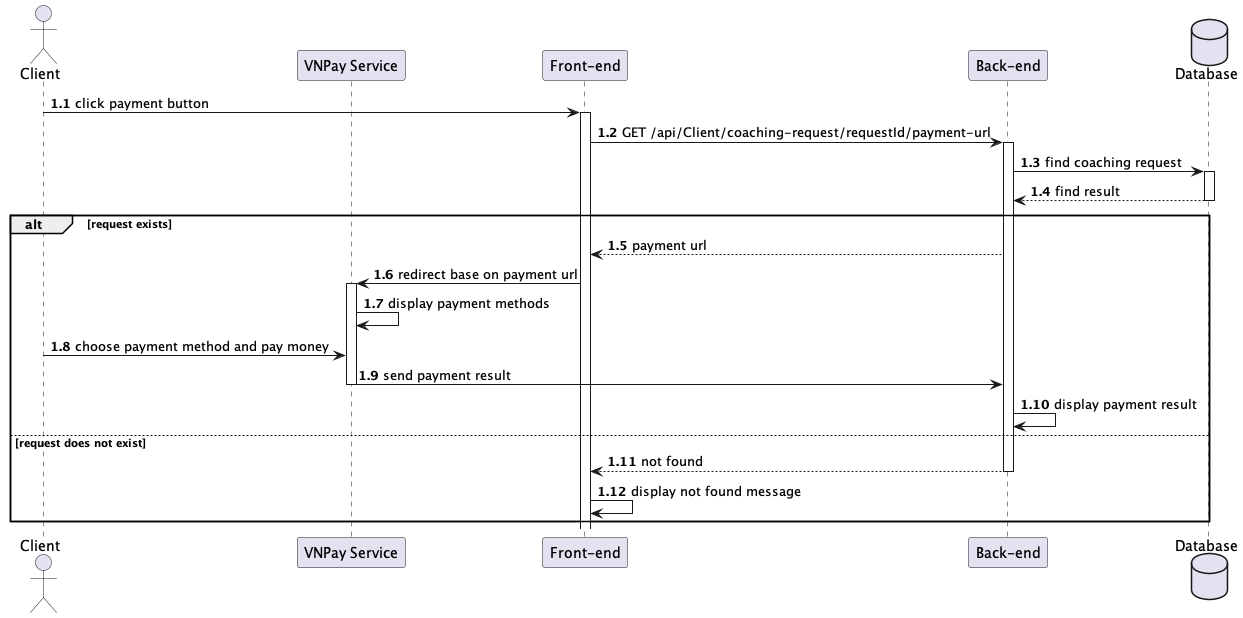 Client
VNPay Service
Front-end
Back-end
Database
1.1 click payment button
1.2 GET /api/Client/coaching-request/requestId/payment-url
1.3 find coaching request
1.4 find result
alt [request exists]
1.5 payment url
1.6 redirect base on payment url
1.7 display payment methods
1.8 choose payment method and pay money
1.9 send payment result
1.10 display payment result
[request does not exist]
1.11 not found
1.12 display not found message
Client
VNPay Service
Front-end
Back-end
Database